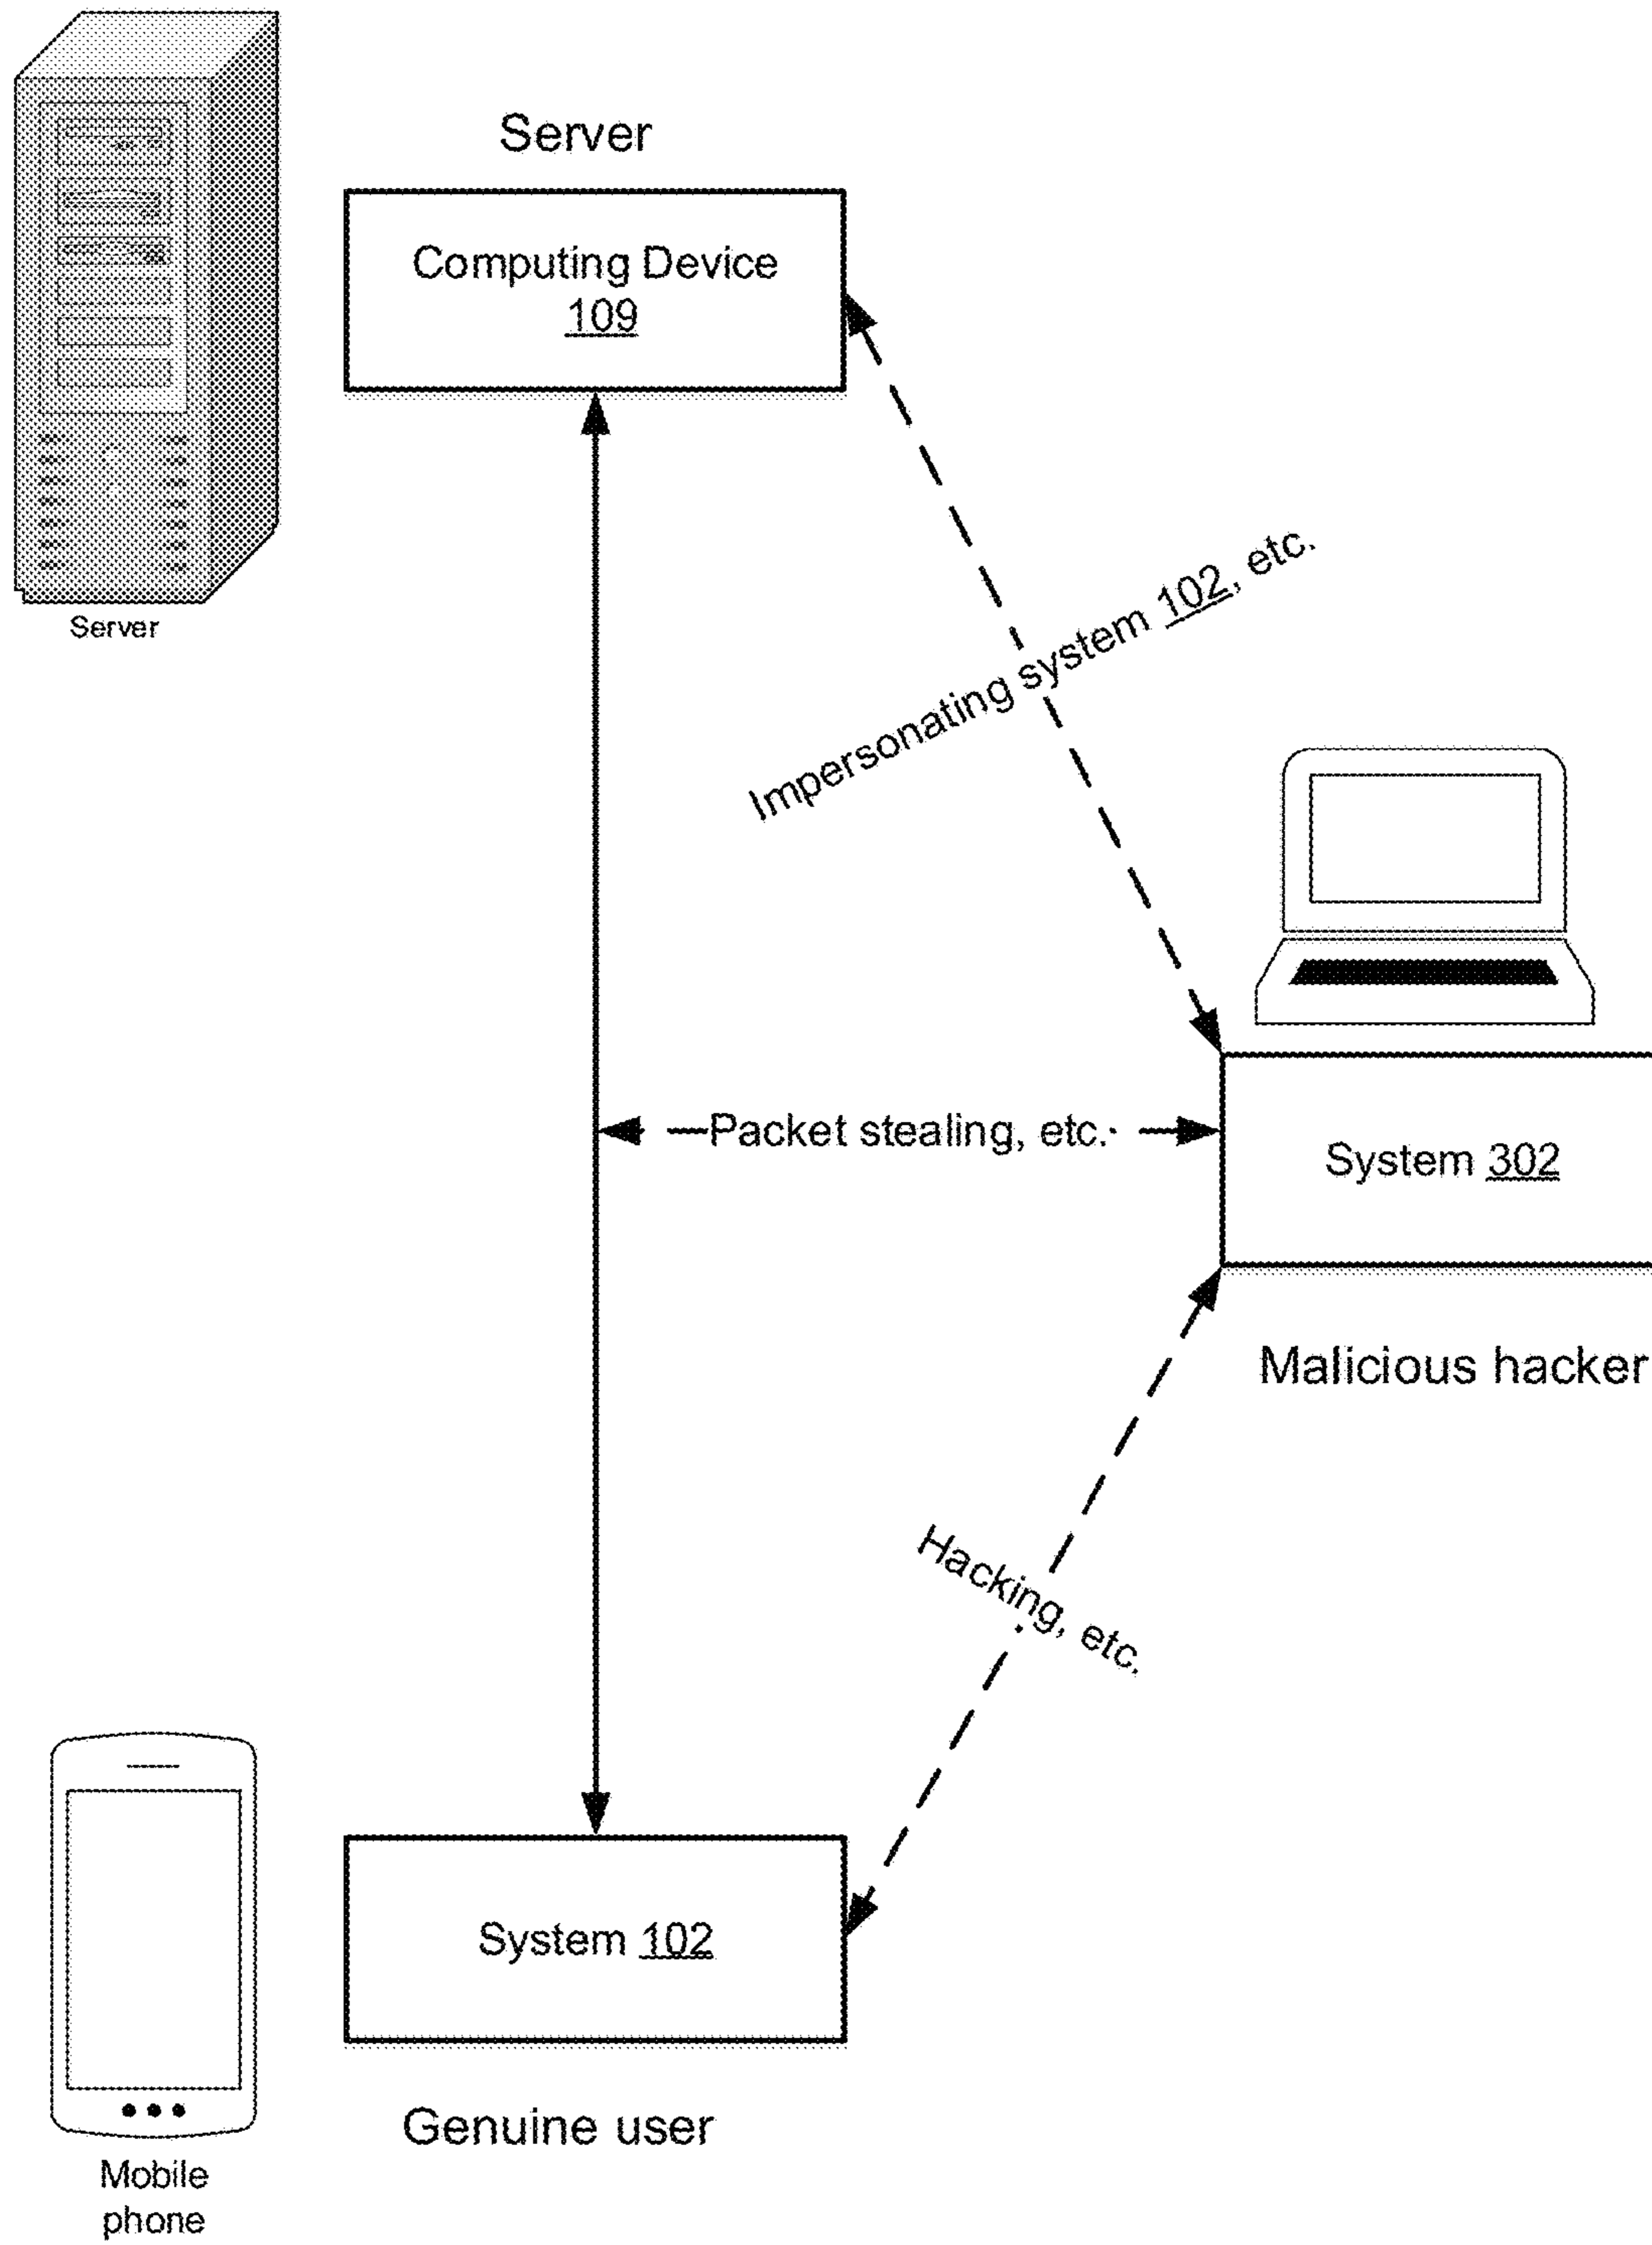 Server
Computing Device
109
Server
Impersonating system 102, etc.
Packet stealing, etc.
System 302
Malicious hacker
Hacking, etc.
System 102
Genuine user
Mobile
phone